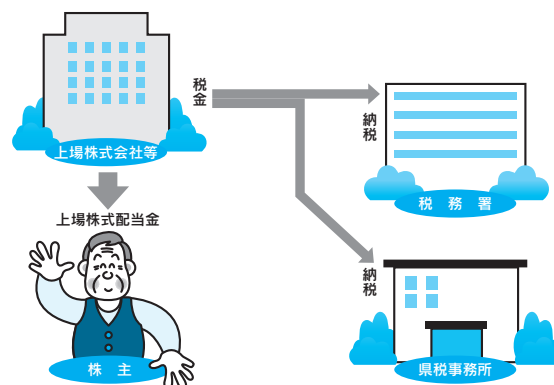 税金
納税
上場株式会社等
税務署
上場株式配当金
納税
株主
県税事務所